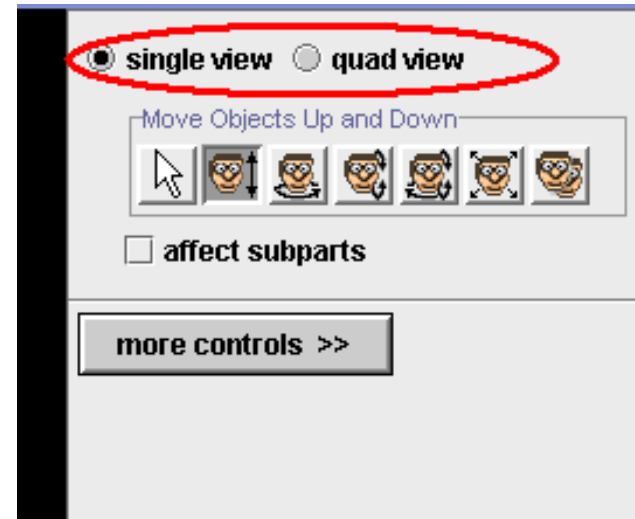 single view quad view
Move Objects Up and Down
affect subparts
more controls >>